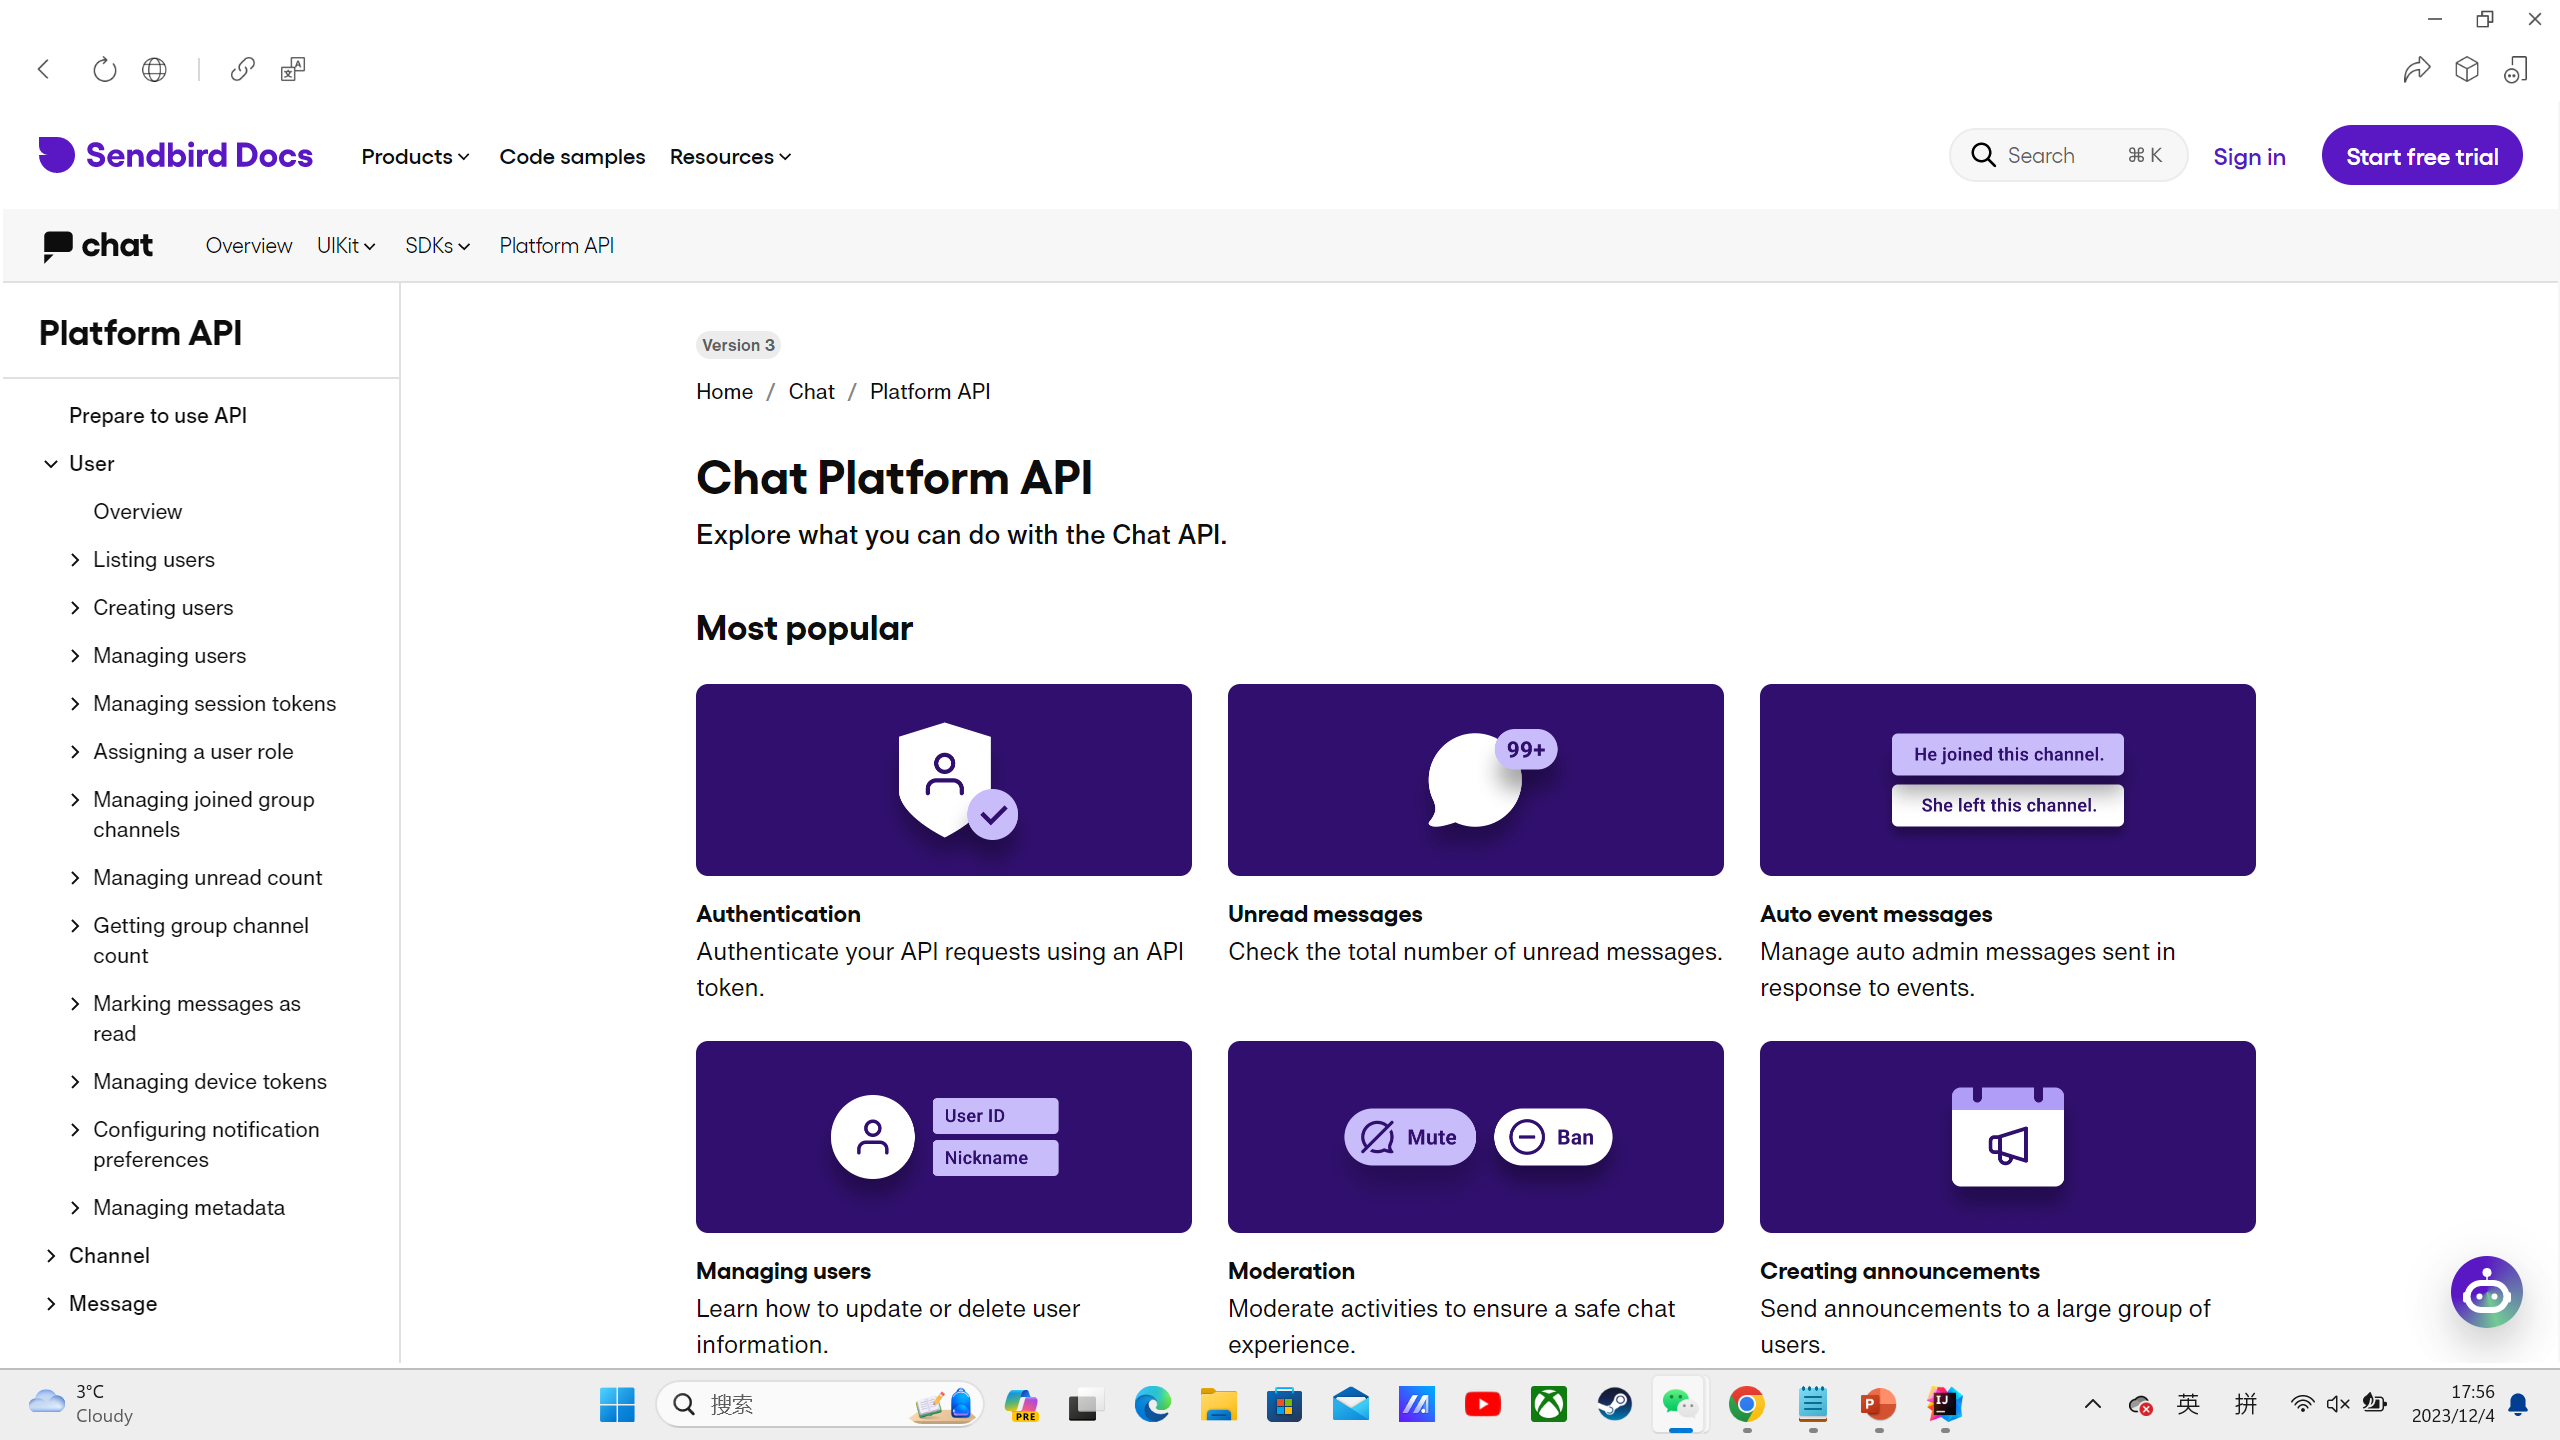 Sendbird Docs
Products
Code samples
Resources
Search
⌘ K
Sign in
Start free trial
chat
Overview
UIKit
SDKs
Platform API
Platform API
Prepare to use API
User
Overview
Listing users
Creating users
Managing users
Managing session tokens
Assigning a user role
Managing joined group
channels
Managing unread count
Getting group channel
count
Marking messages as
read
Managing device tokens
Configuring notification
preferences
Managing metadata
Channel
Message
Version 3
Home / Chat / Platform API
Chat Platform API
Explore what you can do with the Chat API.
Most popular
Authentication
Authenticate your API requests using an API
token.
99+
Unread messages
Check the total number of unread messages.
He joined this channel.
She left this channel.
Auto event messages
Manage auto admin messages sent in
response to events.
User ID
Nickname
Managing users
Learn how to update or delete user
information.
Mute
Ban
Moderation
Moderate activities to ensure a safe chat
experience.
Creating announcements
Send announcements to a large group of
users.
3°C
Cloudy
搜索
PRE
英
拼
17:56
2023/12/4